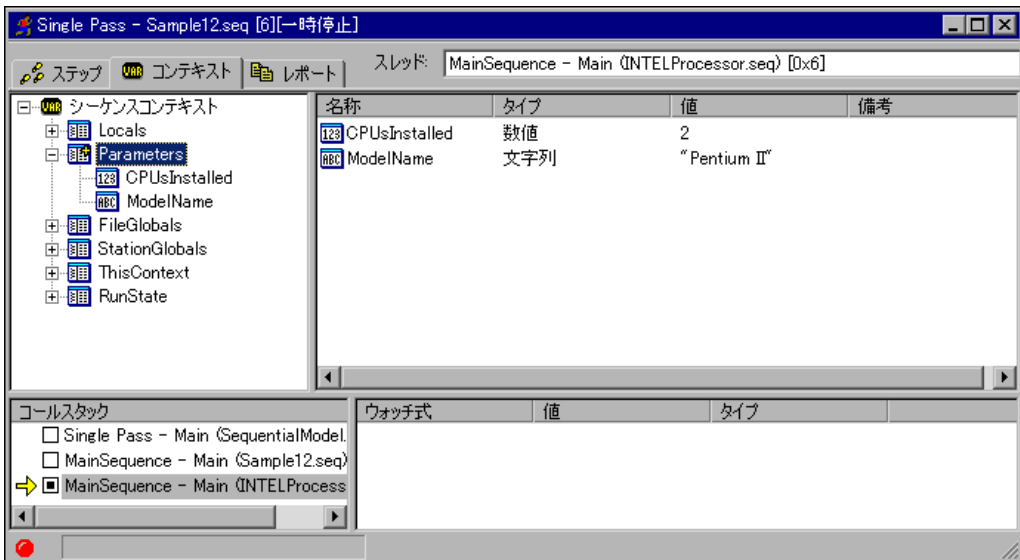 Single Pass - Sample12.seq [6][一時停止]
ステップ コンテキスト レポート スレッド: MainSequence - Main (INTELProcessor.seq) [0x6]
シーケンスコンテキスト
Locals
Parameters
CPUsInstalled
ModelName
FileGlobals
StationGlobals
ThisContext
RunState
名称 タイプ 値 備考
CPUsInstalled 数値 2
ModelName 文字列 "Pentium II"
コールスタック
Single Pass - Main (SequentialModel.
MainSequence - Main (Sample12.seq)
MainSequence - Main (INTELProcess
ウォッチ式 値 タイプ